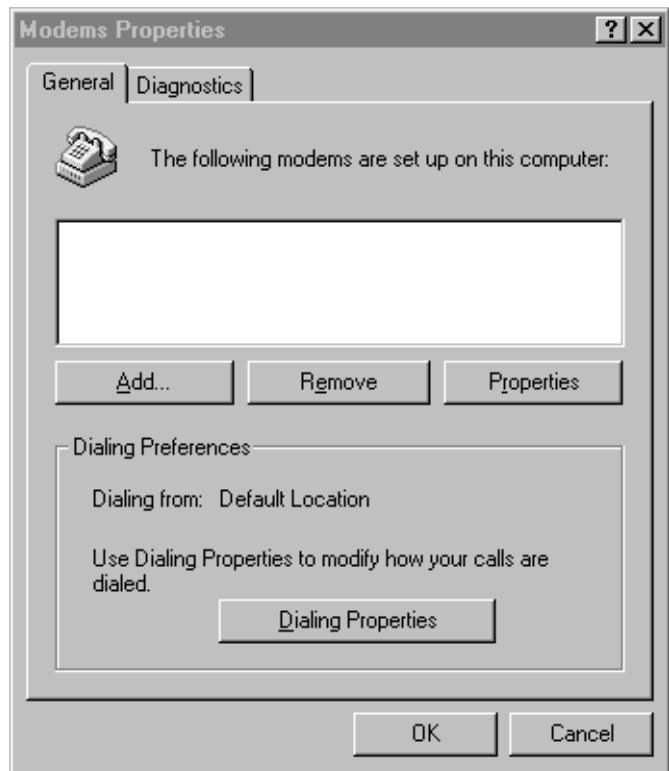 Modems Properties
General
Diagnostics
The following modems are set up on this computer:
Add...
Remove
Properties
Dialing Preferences
Dialing from: Default Location
Use Dialing Properties to modify how your calls are
dialed.
Dialing Properties
OK
Cancel